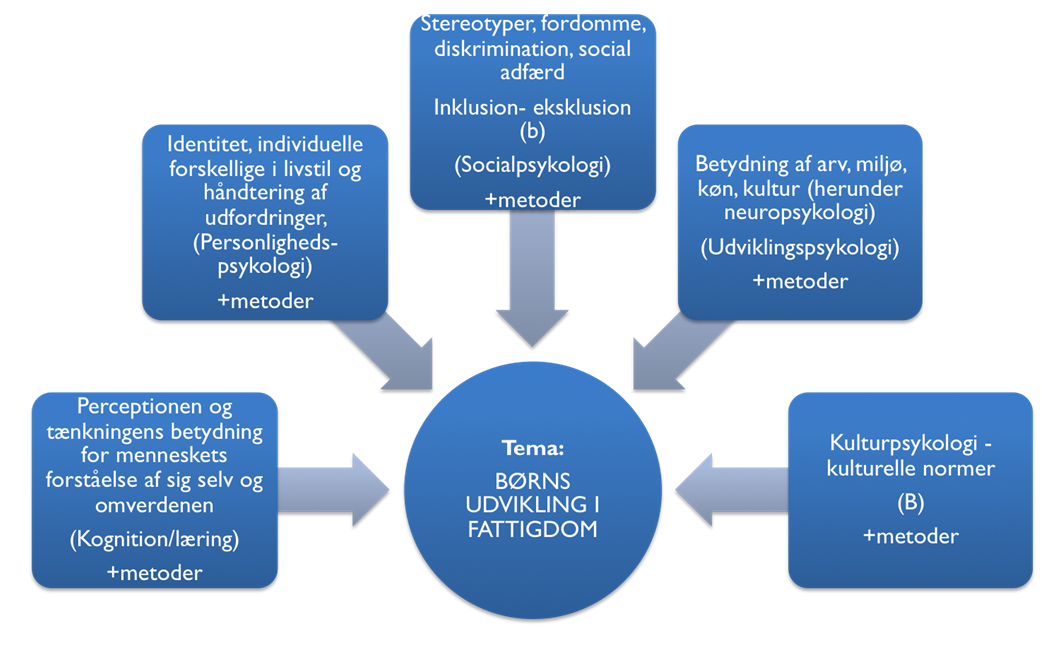 Stereotyper, fordomme,
diskrimination, social
adfærd
Inklusion- eksklusion
(b)
(Socialpsykologi)
+metoder
Identitet, individuelle
forskellige i livstil og
håndtering af
udfordringer,
(Personligheds-
psykologi)
+metoder
Betydning af arv, miljø,
køn, kultur (herunder
neuropsykologi)
(Udviklingspsykologi)
+metoder
Perceptionen og
tænkningens betydning
for menneskets
forståelse af sig selv og
omverdenen
(Kognition/læring)
+metoder
Tema:
BØRNS
UDVIKLING I
FATTIGDOM
Kulturpsykologi -
kulturelle normer
(B)
+metoder